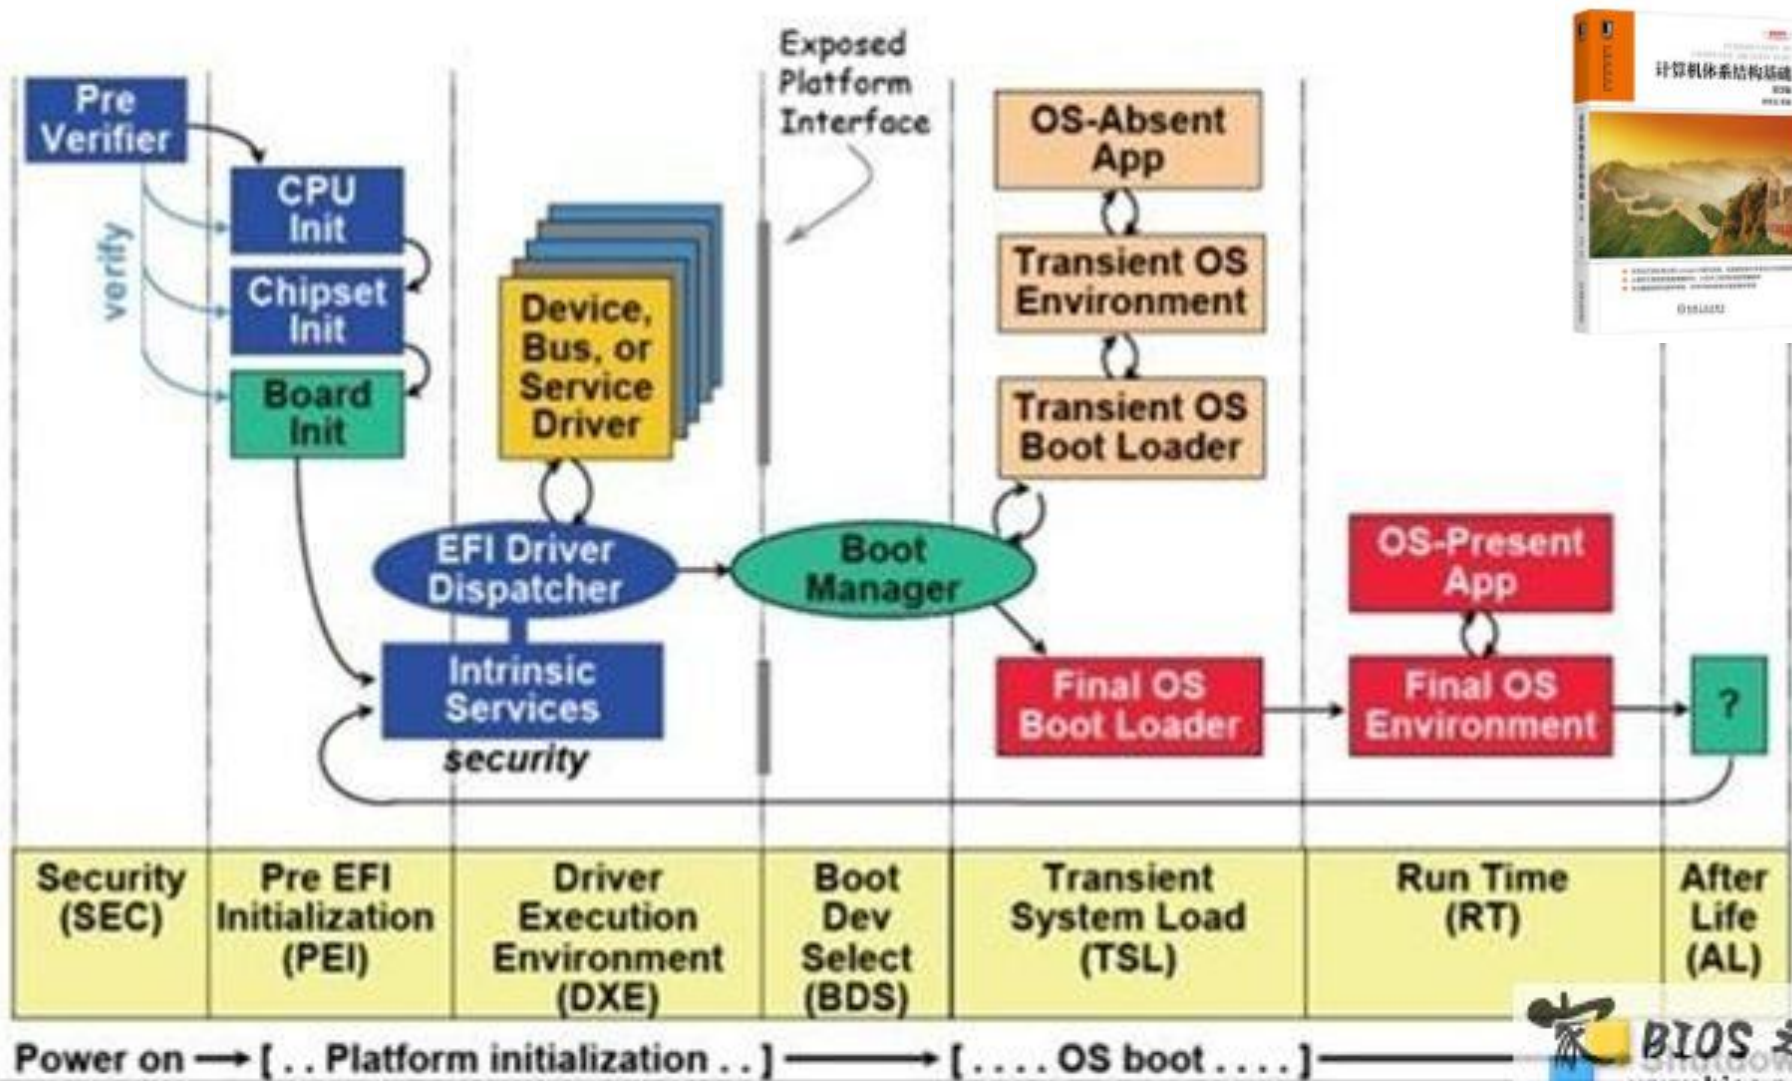 Pre
Verifier
verify
CPU
Init
Chipset
Init
Board
Init
Device,
Bus, or
Service
Driver
EFI Driver
Dispatcher
Intrinsic
Services
security
Exposed
Platform
Interface
Boot
Manager
OS-Absent
App
Transient OS
Environment
Transient OS
Boot Loader
Final OS
Boot Loader
OS-Present
App
Final OS
Environment
?
计算机体系结构基础
Security
(SEC)
Pre EFI
Initialization
(PEI)
Driver
Execution
Environment
(DXE)
Boot
Dev
Select
(BDS)
Transient
System Load
(TSL)
Run Time
(RT)
After
Life
(AL)
Power on [ . . Platform initialization . . ] [ . . . . OS boot . . . . ]
BIOS